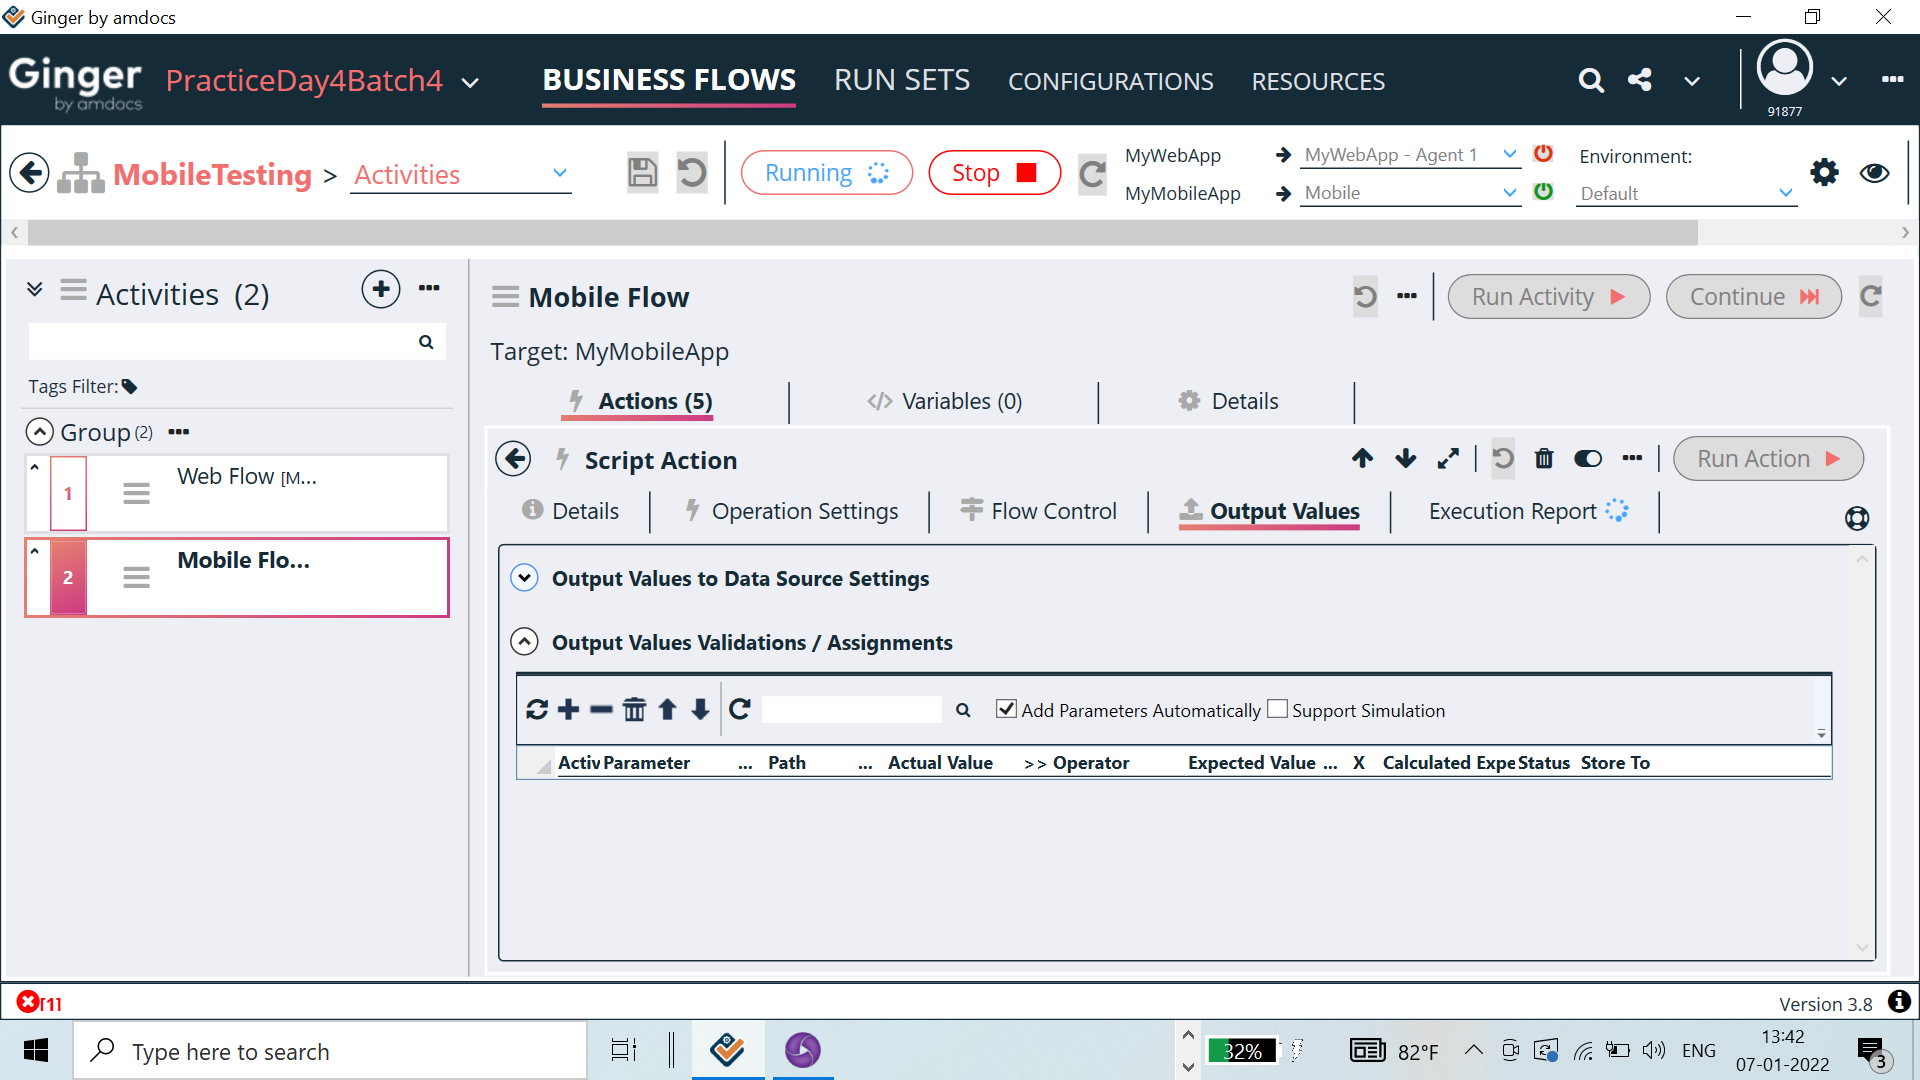 Ginger by amdocs
Ginger
by amdocs
PracticeDay4Batch4
BUSINESS FLOWS
RUN SETS
CONFIGURATIONS
RESOURCES
91877
MobileTesting > Activities
Running
Stop
MyWebApp
MyWebApp - Agent 1
MyMobileApp
Mobile
Environment:
Default
Activities (2)
Tags Filter:
Group (2)
1
Web Flow [M...
2
Mobile Flo...
Mobile Flow
Run Activity
Continue
Target: MyMobileApp
Actions (5)
Variables (0)
Details
Script Action
Run Action
Details
Operation Settings
Flow Control
Output Values
Execution Report
Output Values to Data Source Settings
Output Values Validations / Assignments
Add Parameters Automatically
Support Simulation
Activ Parameter ... Path ... Actual Value >> Operator Expected Value ... X Calculated Expe Status Store To
[1]
Version 3.8
Type here to search
32%
82°F
ENG
13:42
07-01-2022
3